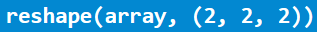 reshape(array, (2, 2, 2))